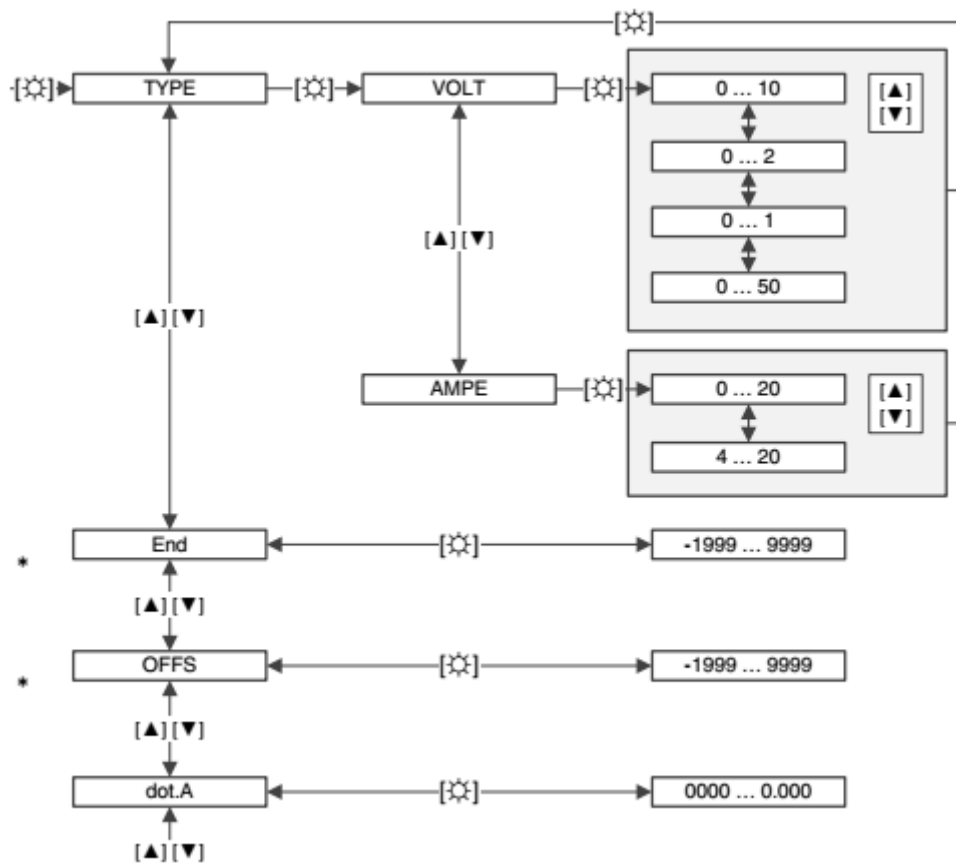 [☼]
[☼] TYPE [☼] VOLT [☼] 0 ... 10 [▲]
[▼]
0 ... 2
0 ... 1
[▲] [▼]
0 ... 50
[▲] [▼]
AMPE [☼] 0 ... 20 [▲]
[▼]
4 ... 20
End [☼] -1999 ... 9999
*
[▲] [▼]
OFFS [☼] -1999 ... 9999
*
[▲] [▼]
dot.A [☼] 0000 ... 0.000
[▲] [▼]